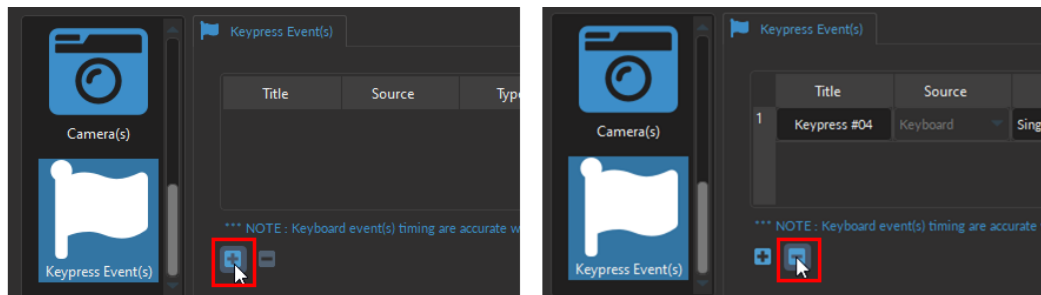 Keypress Event(s)
Title Source
Camera(s)
*** NOTE : Keyboard event(s) timing are accurate
Keypress Event(s)
Keypress Event(s)
Title Source
1 Keypress #04 Keyboard
Camera(s)
*** NOTE : Keyboard event(s) timing are accurate
Keypress Event(s)